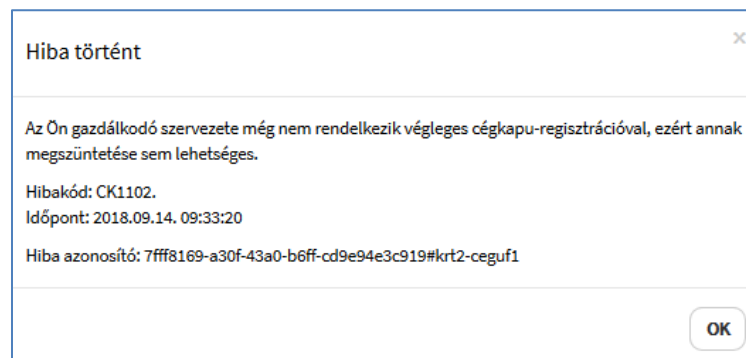 Hiba történt
×
Az Ön gazdálkodó szervezete még nem rendelkezik végleges cégkapu-regisztrációval, ezért annak
megszüntetése sem lehetséges.
Hibakód: CK1102.
Időpont: 2018.09.14. 09:33:20
Hiba azonosító: 7fff8169-a30f-43a0-b6ff-cd9e94e3c919#krt2-ceguf1
OK